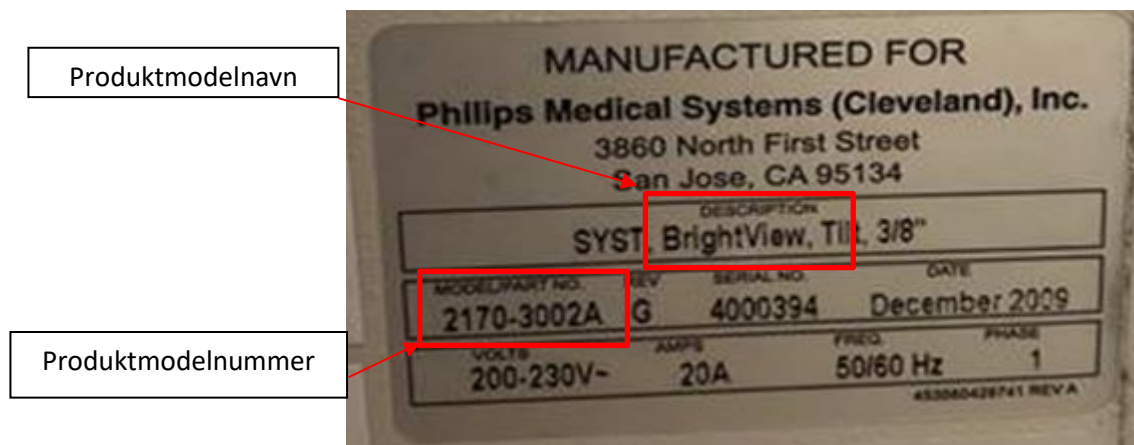 Produktmodelnavn
MANUFACTURED FOR
Philips Medical Systems (Cleveland), Inc.
3860 North First Street
San Jose, CA 95134
DESCRIPTION
SYST, BrightView, Tilt, 3/8"
MODEL/PART NO. REV SERIAL NO. DATE
2170-3002A G 4000394 December 2009
Produktmodelnummer
VOLTS AMPS FREQ. PHASE
200-230V~ 20A 50/60 Hz 1
453560428741 REV A